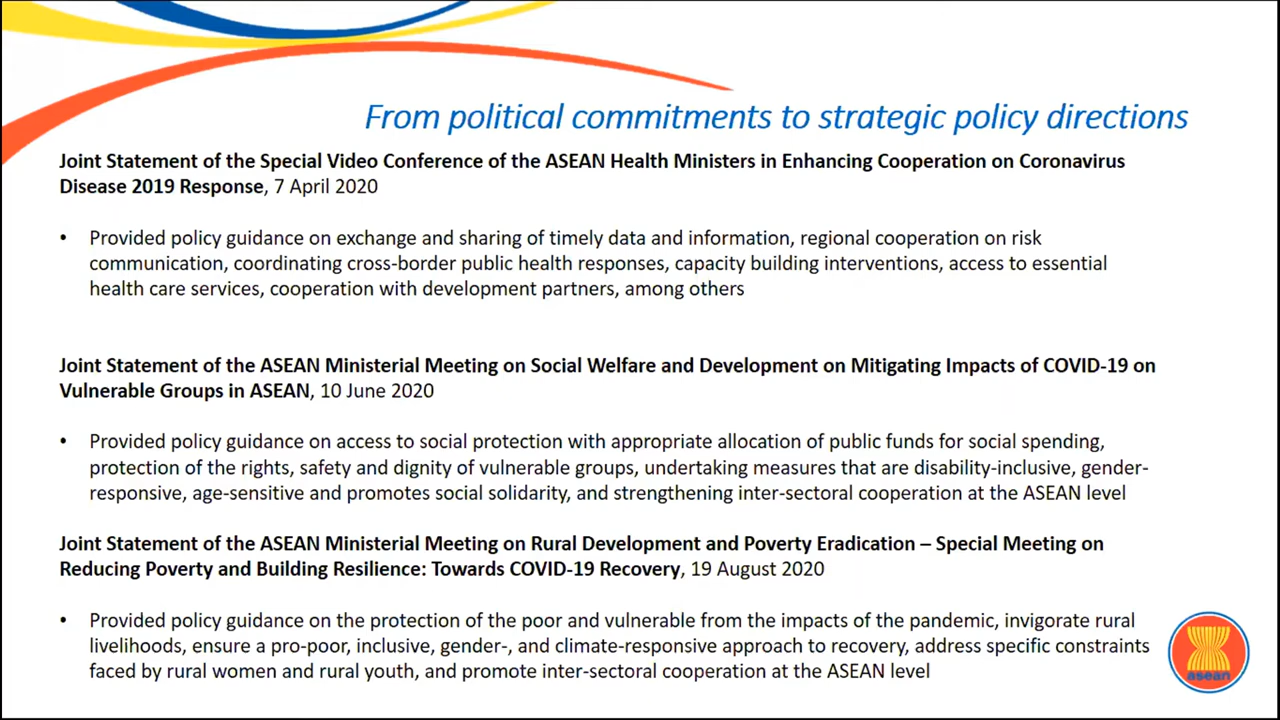 From political commitments to strategic policy directions
Joint Statement of the Special Video Conference of the ASEAN Health Ministers in Enhancing Cooperation on Coronavirus
Disease 2019 Response, 7 April 2020
• Provided policy guidance on exchange and sharing of timely data and information, regional cooperation on risk
communication, coordinating cross-border public health responses, capacity building interventions, access to essential
health care services, cooperation with development partners, among others
Joint Statement of the ASEAN Ministerial Meeting on Social Welfare and Development on Mitigating Impacts of COVID-19 on
Vulnerable Groups in ASEAN, 10 June 2020
• Provided policy guidance on access to social protection with appropriate allocation of public funds for social spending,
protection of the rights, safety and dignity of vulnerable groups, undertaking measures that are disability-inclusive, gender-
responsive, age-sensitive and promotes social solidarity, and strengthening inter-sectoral cooperation at the ASEAN level
Joint Statement of the ASEAN Ministerial Meeting on Rural Development and Poverty Eradication – Special Meeting on
Reducing Poverty and Building Resilience: Towards COVID-19 Recovery, 19 August 2020
• Provided policy guidance on the protection of the poor and vulnerable from the impacts of the pandemic, invigorate rural
livelihoods, ensure a pro-poor, inclusive, gender-, and climate-responsive approach to recovery, address specific constraints
faced by rural women and rural youth, and promote inter-sectoral cooperation at the ASEAN level
asean